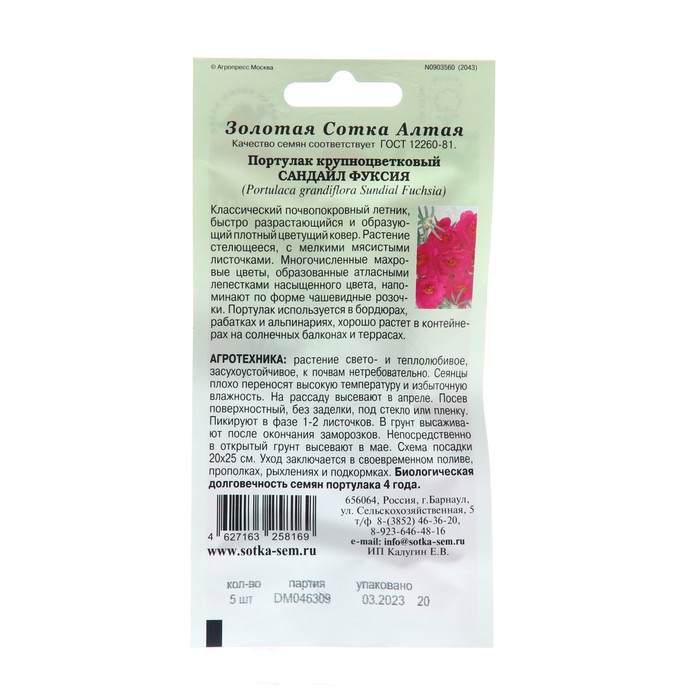 © Агропресс Москва
N0903560 (2043)
Золотая Сотка Алтая
Качество семян соответствует ГОСТ 12260-81.
Портулак крупноцветковый
САНДАЙЛ ФУКСИЯ
(Portulaca grandiflora Sundial Fuchsia)
Классический почвопокровный летник,
быстро разрастающийся и образую-
щий плотный цветущий ковер. Растение
стелющееся, с мелкими мясистыми
листочками. Многочисленные махро-
вые цветы, образованные атласными
лепестками насыщенного цвета, напо-
минают по форме чашевидные розоч-
ки. Портулак используется в бордюрах,
рабатках и альпинариях, хорошо растет в контейне-
рах на солнечных балконах и террасах.
АГРОТЕХНИКА: растение свето- и теплолюбивое,
засухоустойчивое, к почвам нетребовательно. Сеянцы
плохо переносят высокую температуру и избыточную
влажность. На рассаду высевают в апреле. Посев
поверхностный, без заделки, под стекло или пленку.
Пикируют в фазе 1-2 листочков. В грунт высажива-
ют после окончания заморозков. Непосредственно
в открытый грунт высевают в мае. Схема посадки
20х25 см. Уход заключается в своевременном поливе,
прополках, рыхлениях и подкормках. Биологическая
долговечность семян портулака 4 года.
656064, Россия, г.Барнаул,
ул. Сельскохозяйственная, 5
т/ф 8-(3852) 46-36-20,
8-923-646-48-16
e-mail: info@sotka-sem.ru
ИП Калугин Е.В.
4 627163 258169
www.sotka-sem.ru
кол-во партия упаковано
5 шт DM046309 03.2023 20